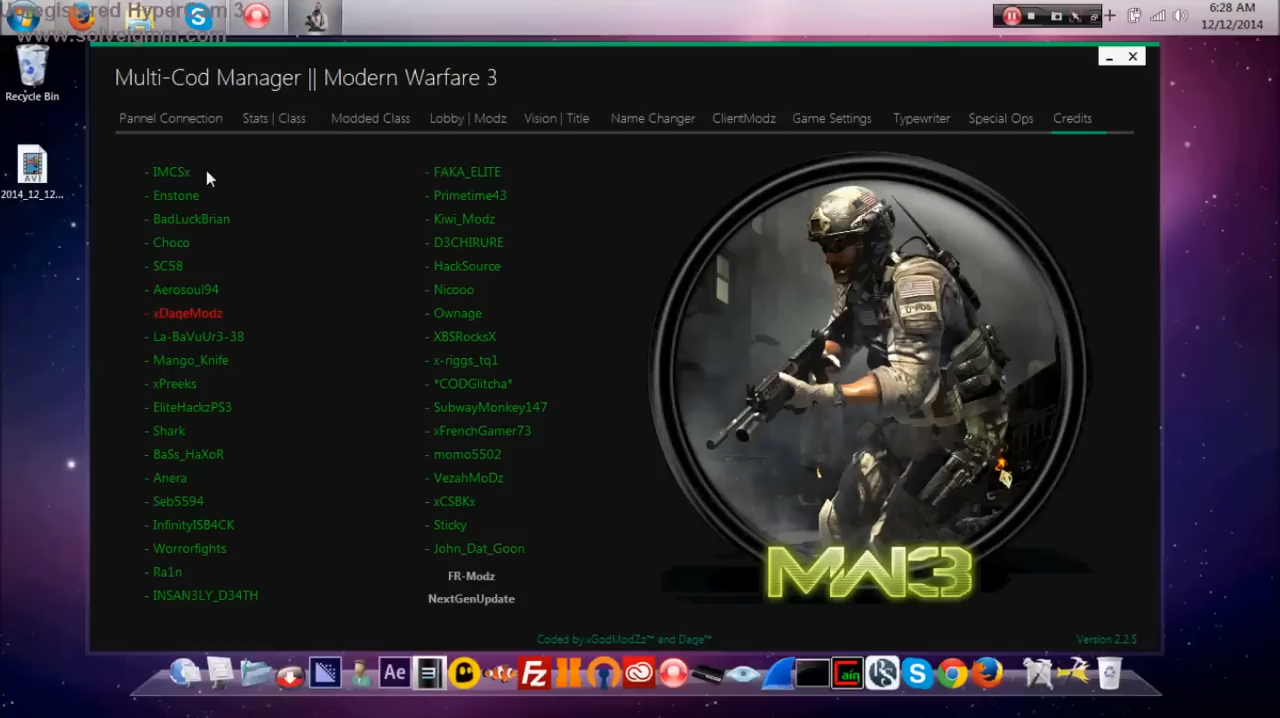 Unregistered HyperCam 3
www.solveigmm.com
6:28 AM
12/12/2014
Recycle Bin
2014_12_12...
Multi-Cod Manager || Modern Warfare 3
Pannel Connection
Stats | Class
Modded Class
Lobby | Modz
Vision | Title
Name Changer
ClientModz
Game Settings
Typewriter
Special Ops
Credits
- IMCSx
- Enstone
- BadLuckBrian
- Choco
- SC58
- Aerosoul94
- xDaqeModz
- La-BaVuUr3-38
- Mango_Knife
- xPreeks
- EliteHackzPS3
- Shark
- BaSs_HaXoR
- Anera
- Seb5594
- InfinityISB4CK
- Worrorfights
- Ra1n
- INSAN3LY_D34TH
- FAKA_ELITE
- Primetime43
- Kiwi_Modz
- D3CHIRURE
- HackSource
- Nicooo
- Ownage
- XBSRocksX
- x-riggs_tq1
- *CODGlitcha*
- SubwayMonkey147
- xFrenchGamer73
- momo5502
- VezahMoDz
- xCSBKx
- Sticky
- John_Dat_Goon
FR-Modz
NextGenUpdate
MW3
Coded by xGodModZz™ and Dage™
Version 2.2.5
Ae
Fz
Cain